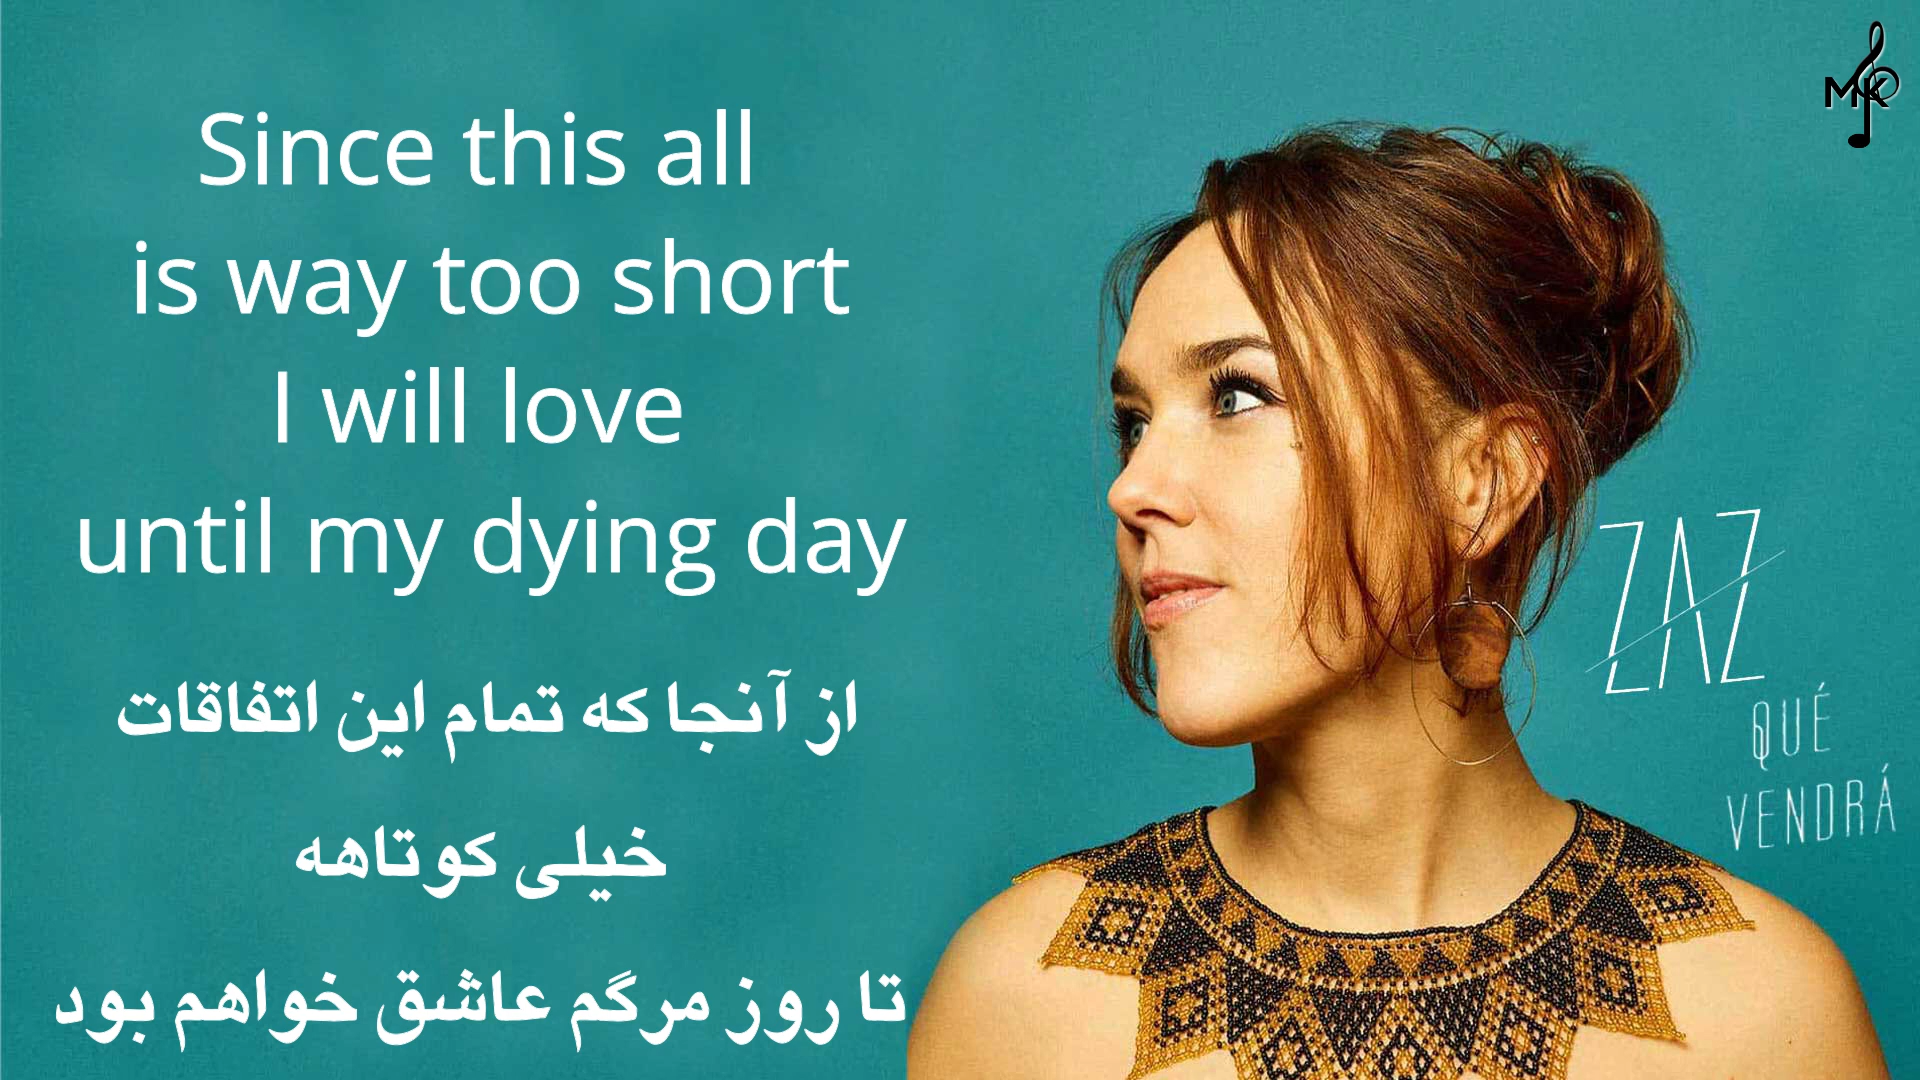 Since this all
is way too short
I will love
until my dying day
از آنجا که تمام این اتفاقات
خیلی کوتاهه
تا روز مرگم عاشق خواهم بود
ZAZ
QUÉ
VENDRÁ
MK